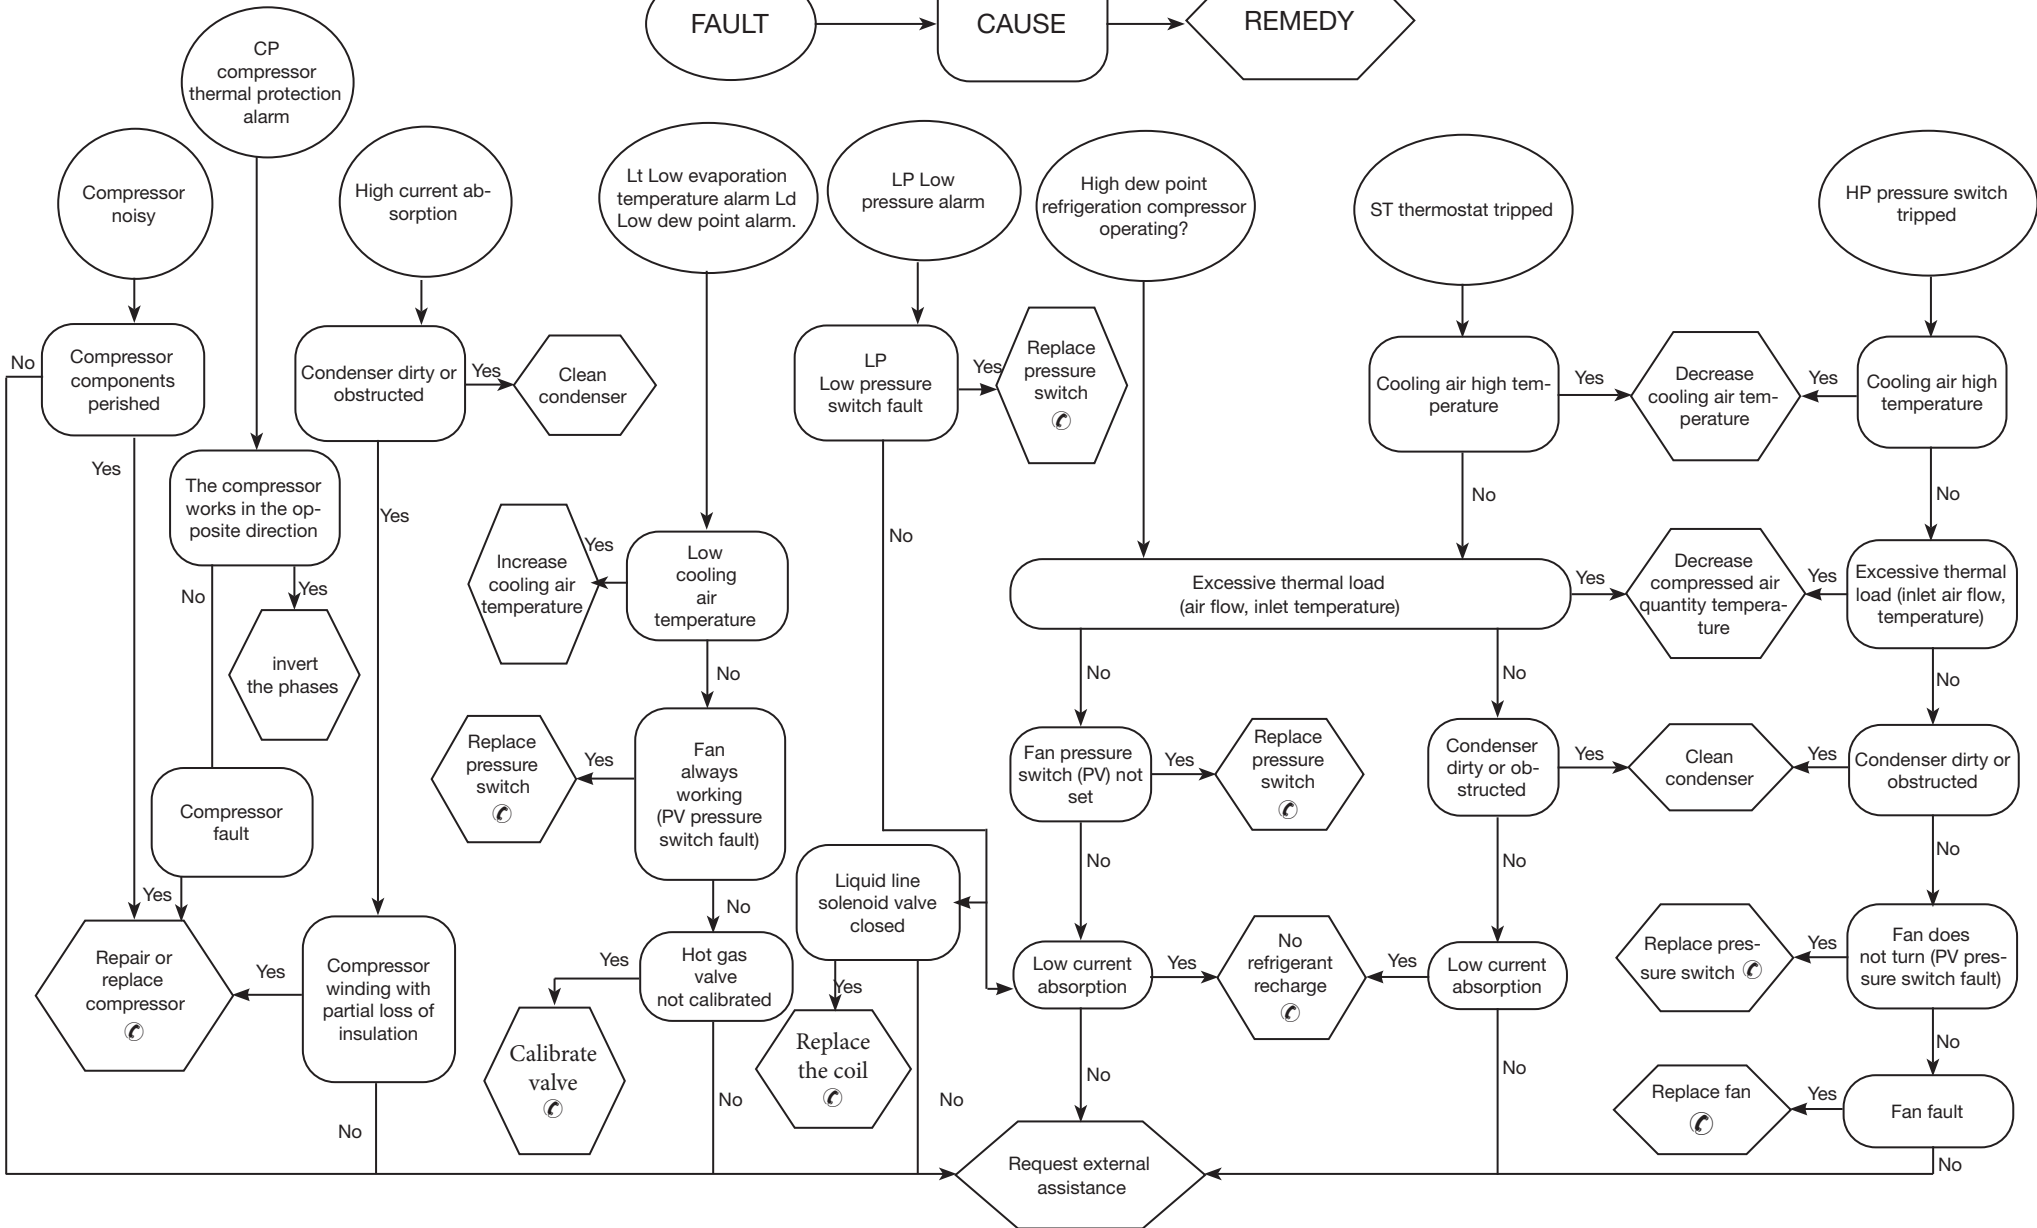 FAULT
CAUSE
REMEDY
CP
compressor
thermal protection
alarm
Compressor
noisy
High current ab-
sorption
Lt Low evaporation
temperature alarm Ld
Low dew point alarm.
LP Low
pressure alarm
High dew point
refrigeration compressor
operating?
ST thermostat tripped
HP pressure switch
tripped
No
Compressor
components
perished
Yes
Condenser dirty or
obstructed
Yes
Clean
condenser
LP
Low pressure
switch fault
Yes
Replace
pressure
switch
Cooling air high tem-
perature
Yes
Decrease
cooling air tem-
perature
Yes
Cooling air high
temperature
The compressor
works in the op-
posite direction
Yes
No
No
No
No
Yes
Increase
cooling air
temperature
Yes
Low
cooling
air
temperature
Excessive thermal load
(air flow, inlet temperature)
Yes
Decrease
compressed air
quantity tempera-
ture
Yes
Excessive thermal
load (inlet air flow,
temperature)
No
Yes
invert
the phases
No
No
No
No
Replace
pressure
switch
Yes
Fan
always
working
(PV pressure
switch fault)
Fan pressure
switch (PV) not
set
Yes
Replace
pressure
switch
Condenser
dirty or ob-
structed
Yes
Clean
condenser
Yes
Condenser dirty or
obstructed
Compressor
fault
Yes
No
No
No
No
Liquid line
solenoid valve
closed
Repair or
replace
compressor
Yes
Compressor
winding with
partial loss of
insulation
Yes
Hot gas
valve
not calibrated
Yes
Low current
absorption
Yes
No
refrigerant
recharge
Yes
Low current
absorption
Replace pres-
sure switch
Yes
Fan does
not turn (PV pres-
sure switch fault)
Calibrate
valve
Replace
the coil
No
No
No
No
No
No
Replace fan
Yes
Fan fault
Request external
assistance
No